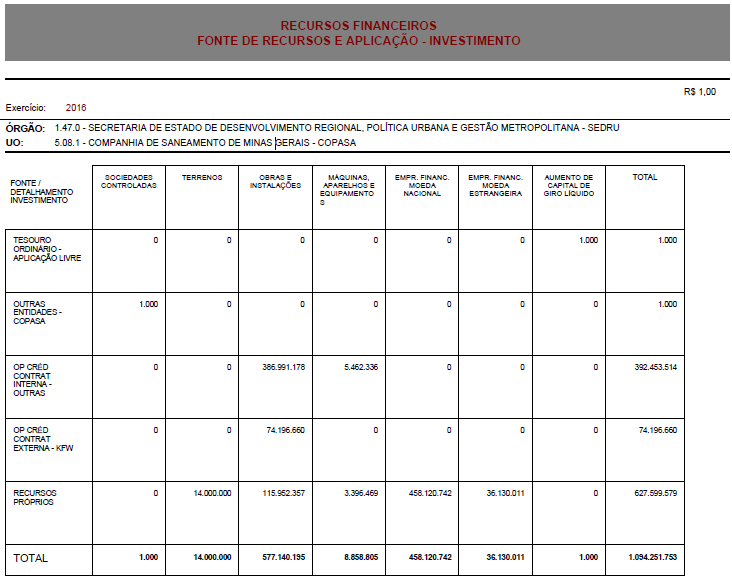 RECURSOS FINANCEIROS
FONTE DE RECURSOS E APLICAÇÃO - INVESTIMENTO
R$ 1,00
Exercício: 2016
ÓRGÃO: 1.47.0 - SECRETARIA DE ESTADO DE DESENVOLVIMENTO REGIONAL, POLÍTICA URBANA E GESTÃO METROPOLITANA - SEDRU
UO: 5.08.1 - COMPANHIA DE SANEAMENTO DE MINAS GERAIS - COPASA
FONTE /
DETALHAMENTO
INVESTIMENTO
SOCIEDADES
CONTROLADAS
TERRENOS
OBRAS E
INSTALAÇÕES
MÁQUINAS,
APARELHOS E
EQUIPAMENTO
S
EMPR. FINANC.
MOEDA
NACIONAL
EMPR. FINANC.
MOEDA
ESTRANGEIRA
AUMENTO DE
CAPITAL DE
GIRO LÍQUIDO
TOTAL
TESOURO
ORDINÁRIO -
APLICAÇÃO LIVRE
0 0 0 0 0 0 1.000 1.000
OUTRAS
ENTIDADES -
COPASA
1.000 0 0 0 0 0 0 1.000
OP CRÉD
CONTRAT
INTERNA -
OUTRAS
0 0 386.991.178 5.462.336 0 0 0 392.453.514
OP CRÉD
CONTRAT
EXTERNA - KFW
0 0 74.196.660 0 0 0 0 74.196.660
RECURSOS
PRÓPRIOS
0 14.000.000 115.952.357 3.396.469 458.120.742 36.130.011 0 627.599.579
TOTAL 1.000 14.000.000 577.140.195 8.858.805 458.120.742 36.130.011 1.000 1.094.251.753